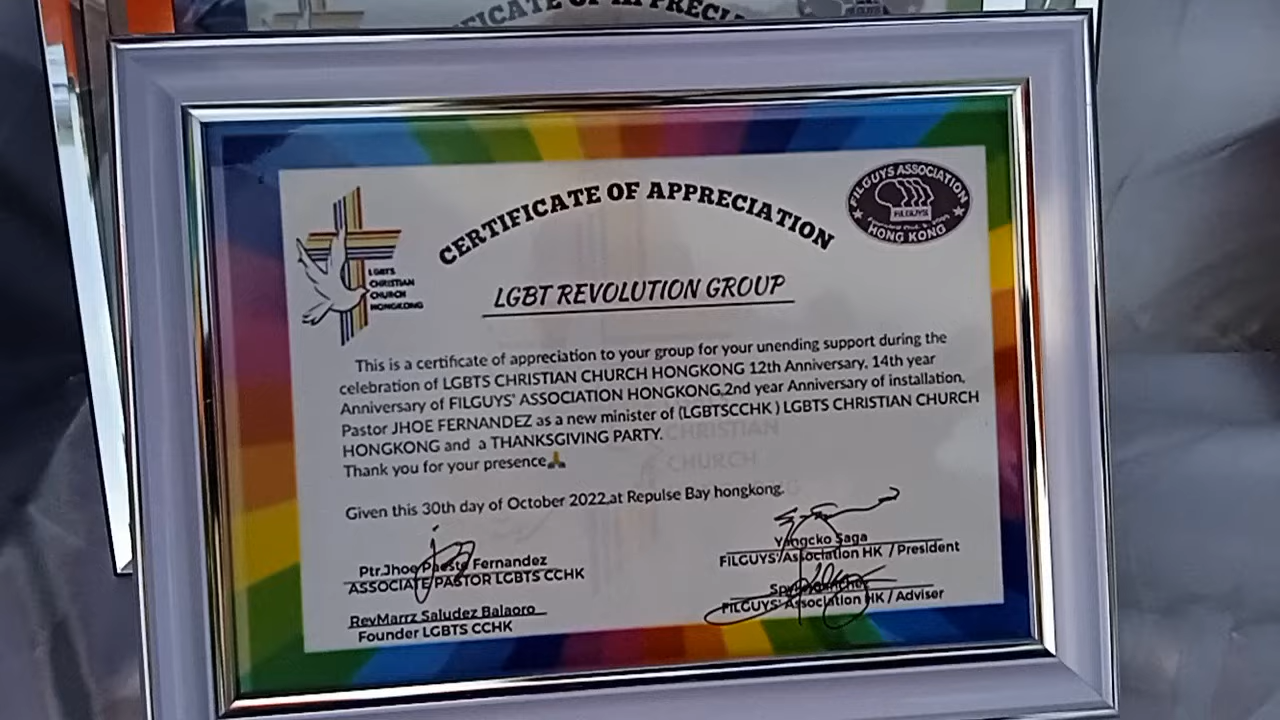 CERTIFICATE OF APPRECIATION
FILGUYS ASSOCIATION
FILGUYS
HONG KONG
LGBTS
CHRISTIAN
CHURCH
HONGKONG
LGBT REVOLUTION GROUP
This is a certificate of appreciation to your group for your unending support during the
celebration of LGBTS CHRISTIAN CHURCH HONGKONG 12th Anniversary, 14th year
Anniversary of FILGUYS' ASSOCIATION HONGKONG,2nd year Anniversary of installation,
Pastor JHOE FERNANDEZ as a new minister of (LGBTSCCHK ) LGBTS CHRISTIAN CHURCH
HONGKONG and a THANKSGIVING PARTY.
Thank you for your presence🙏
Given this 30th day of October 2022,at Repulse Bay hongkong.
Ptr.Jhoe Fernandez
ASSOCIATE PASTOR LGBTS CCHK
RevMarrz Saludez Balaoro
Founder LGBTS CCHK
Yangcko Saga
FILGUYS' Association HK / President
FILGUYS' Association HK / Adviser